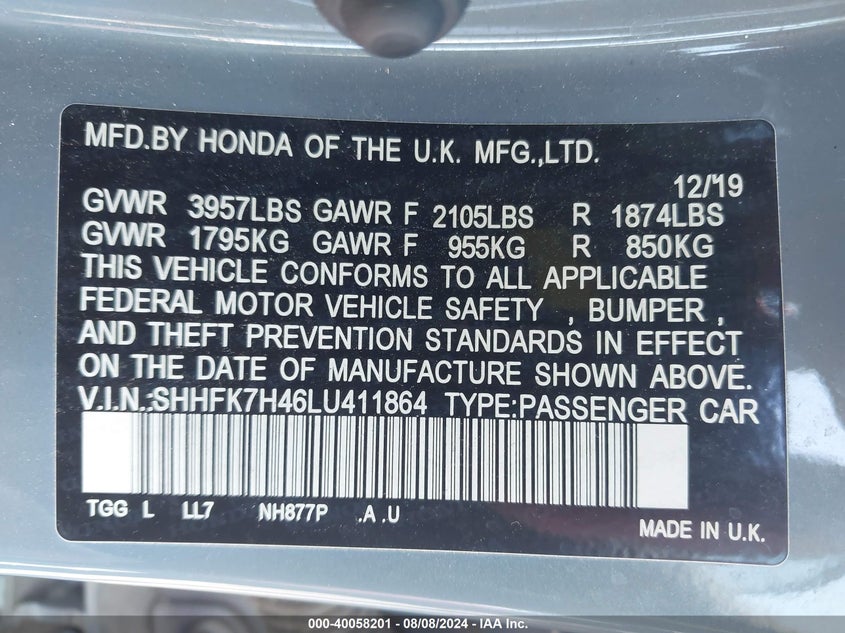 MFD.BY HONDA OF THE U.K. MFG.,LTD.
12/19
GVWR 3957LBS GAWR F 2105LBS R 1874LBS
GVWR 1795KG GAWR F 955KG R 850KG
THIS VEHICLE CONFORMS TO ALL APPLICABLE
FEDERAL MOTOR VEHICLE SAFETY , BUMPER ,
AND THEFT PREVENTION STANDARDS IN EFFECT
ON THE DATE OF MANUFACTURE SHOWN ABOVE.
V.I.N.:SHHFK7H46LU411864 TYPE:PASSENGER CAR
TGG L LL7 NH877P .A .U
MADE IN U.K.
000-40058201 - 08/08/2024 - IAA Inc.